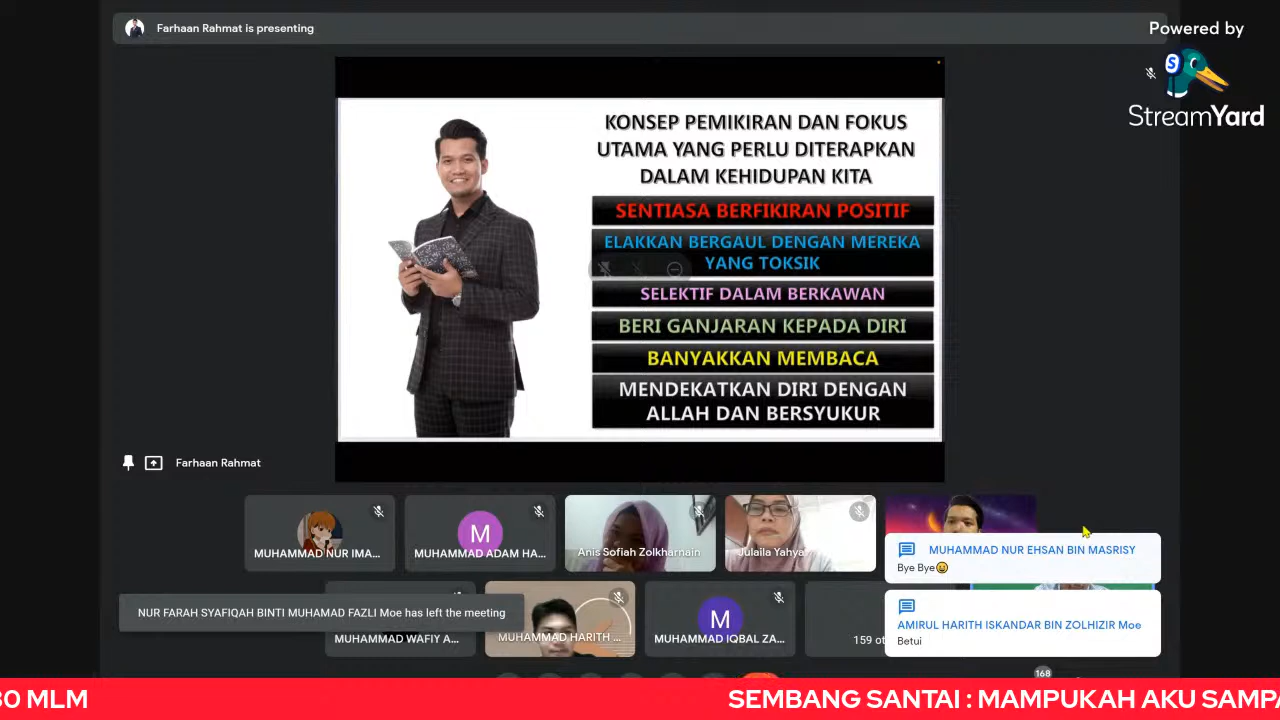 Farhaan Rahmat is presenting
Powered by
S
StreamYard
KONSEP PEMIKIRAN DAN FOKUS
UTAMA YANG PERLU DITERAPKAN
DALAM KEHIDUPAN KITA
SENTIASA BERFIKIRAN POSITIF
ELAKKAN BERGAUL DENGAN MEREKA
YANG TOKSIK
SELEKTIF DALAM BERKAWAN
BERI GANJARAN KEPADA DIRI
BANYAKKAN MEMBACA
MENDEKATKAN DIRI DENGAN
ALLAH DAN BERSYUKUR
Farhaan Rahmat
M
MUHAMMAD NUR IMA...
MUHAMMAD ADAM HA...
Anis Sofiah Zolkharnain
Julaila Yahya
MUHAMMAD NUR EHSAN BIN MASRISY
Bye Bye😀
NUR FARAH SYAFIQAH BINTI MUHAMAD FAZLI Moe has left the meeting
MUHAMMAD WAFIY A...
MUHAMMAD HARITH ...
M
MUHAMMAD IQBAL ZA...
159 ot
AMIRUL HARITH ISKANDAR BIN ZOLHIZIR Moe
Betui
168
30 MLM
SEMBANG SANTAI : MAMPUKAH AKU SAMPA